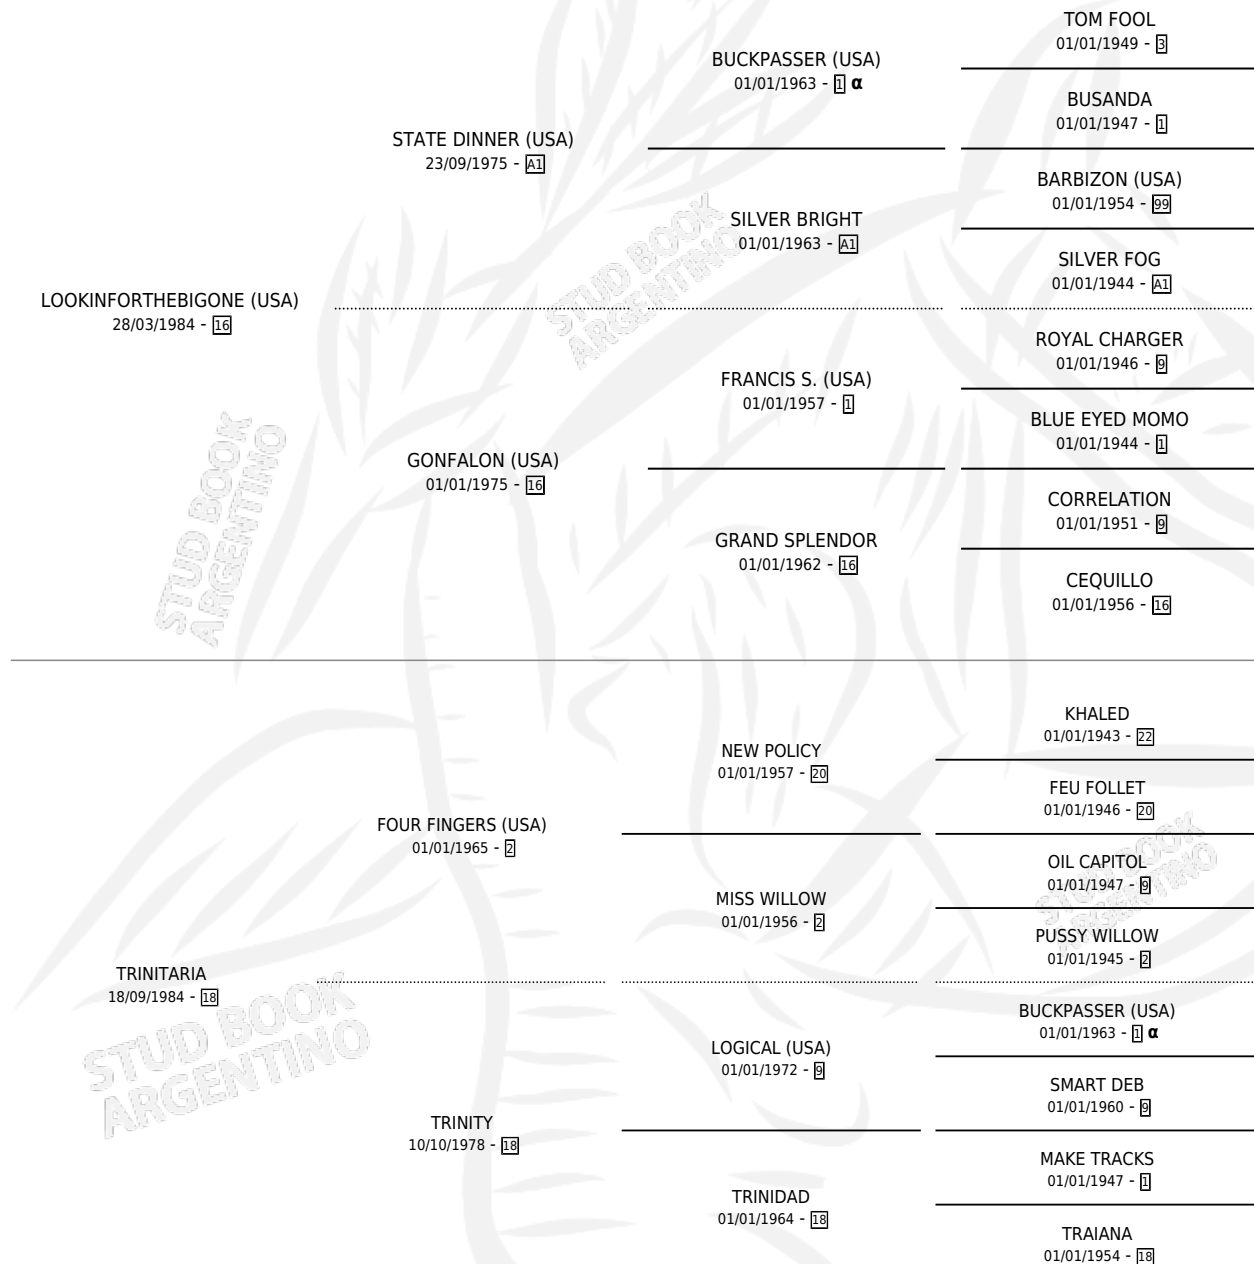 TOM FOOL
01/01/1949 - 3
BUCKPASSER (USA)
01/01/1963 - 1 α
BUSANDA
01/01/1947 - 1
STATE DINNER (USA)
23/09/1975 - A1
BARBIZON (USA)
01/01/1954 - 99
SILVER BRIGHT
01/01/1963 - A1
SILVER FOG
01/01/1944 - A1
STUD BOOK
ARGENTINO
LOOKINFORTHEBIGONE (USA)
28/03/1984 - 16
ROYAL CHARGER
01/01/1946 - 9
FRANCIS S. (USA)
01/01/1957 - 1
BLUE EYED MOMO
01/01/1944 - 1
GONFALON (USA)
01/01/1975 - 16
CORRELATION
01/01/1951 - 9
GRAND SPLENDOR
01/01/1962 - 16
CEQUILLO
01/01/1956 - 16
STUD BOOK
ARGENTINO
KHALED
01/01/1943 - 22
NEW POLICY
01/01/1957 - 20
FEU FOLLET
01/01/1946 - 20
FOUR FINGERS (USA)
01/01/1965 - 2
OIL CAPITOL
01/01/1947 - 9
MISS WILLOW
01/01/1956 - 2
PUSSY WILLOW
01/01/1945 - 2
STUD BOOK
ARGENTINO
TRINITARIA
18/09/1984 - 18
BUCKPASSER (USA)
01/01/1963 - 1 α
LOGICAL (USA)
01/01/1972 - 9
SMART DEB
01/01/1960 - 9
STUD BOOK
ARGENTINO
TRINITY
10/10/1978 - 18
MAKE TRACKS
01/01/1947 - 1
TRINIDAD
01/01/1964 - 18
TRAIANA
01/01/1954 - 18